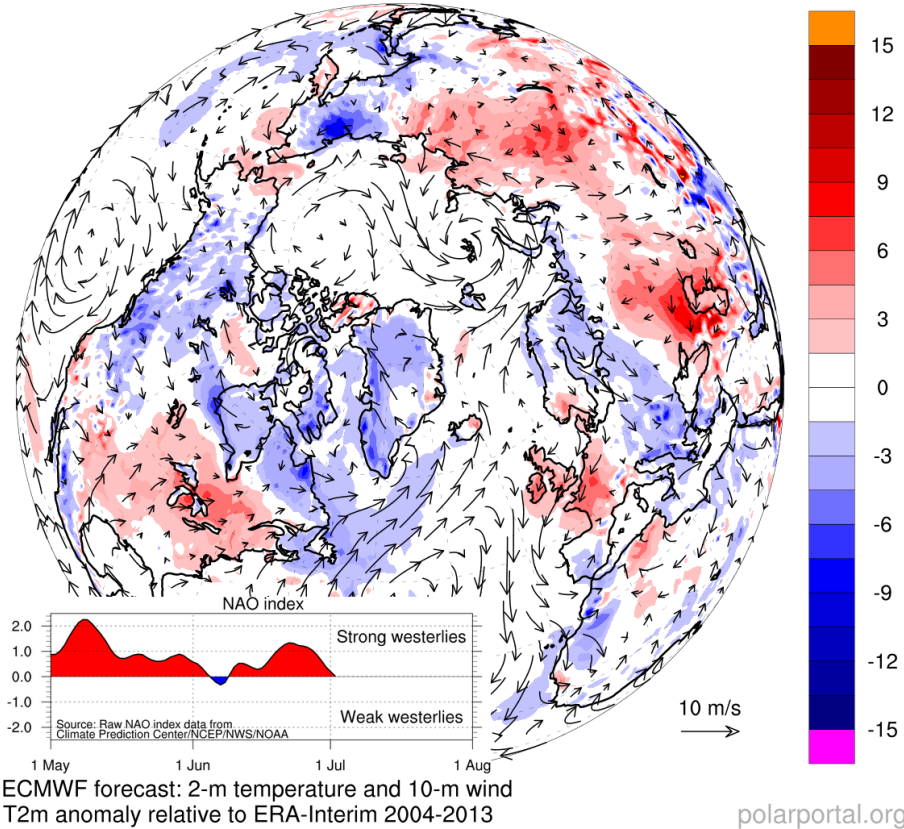 15
12
9
6
3
0
-3
-6
-9
-12
-15
10 m/s
NAO index
2.0
1.0
0.0
-1.0
-2.0
Strong westerlies
Weak westerlies
Source: Raw NAO index data from
Climate Prediction Center/NCEP/NWS/NOAA
1 May
1 Jun
1 Jul
1 Aug
ECMWF forecast: 2-m temperature and 10-m wind
T2m anomaly relative to ERA-Interim 2004-2013
polarportal.org